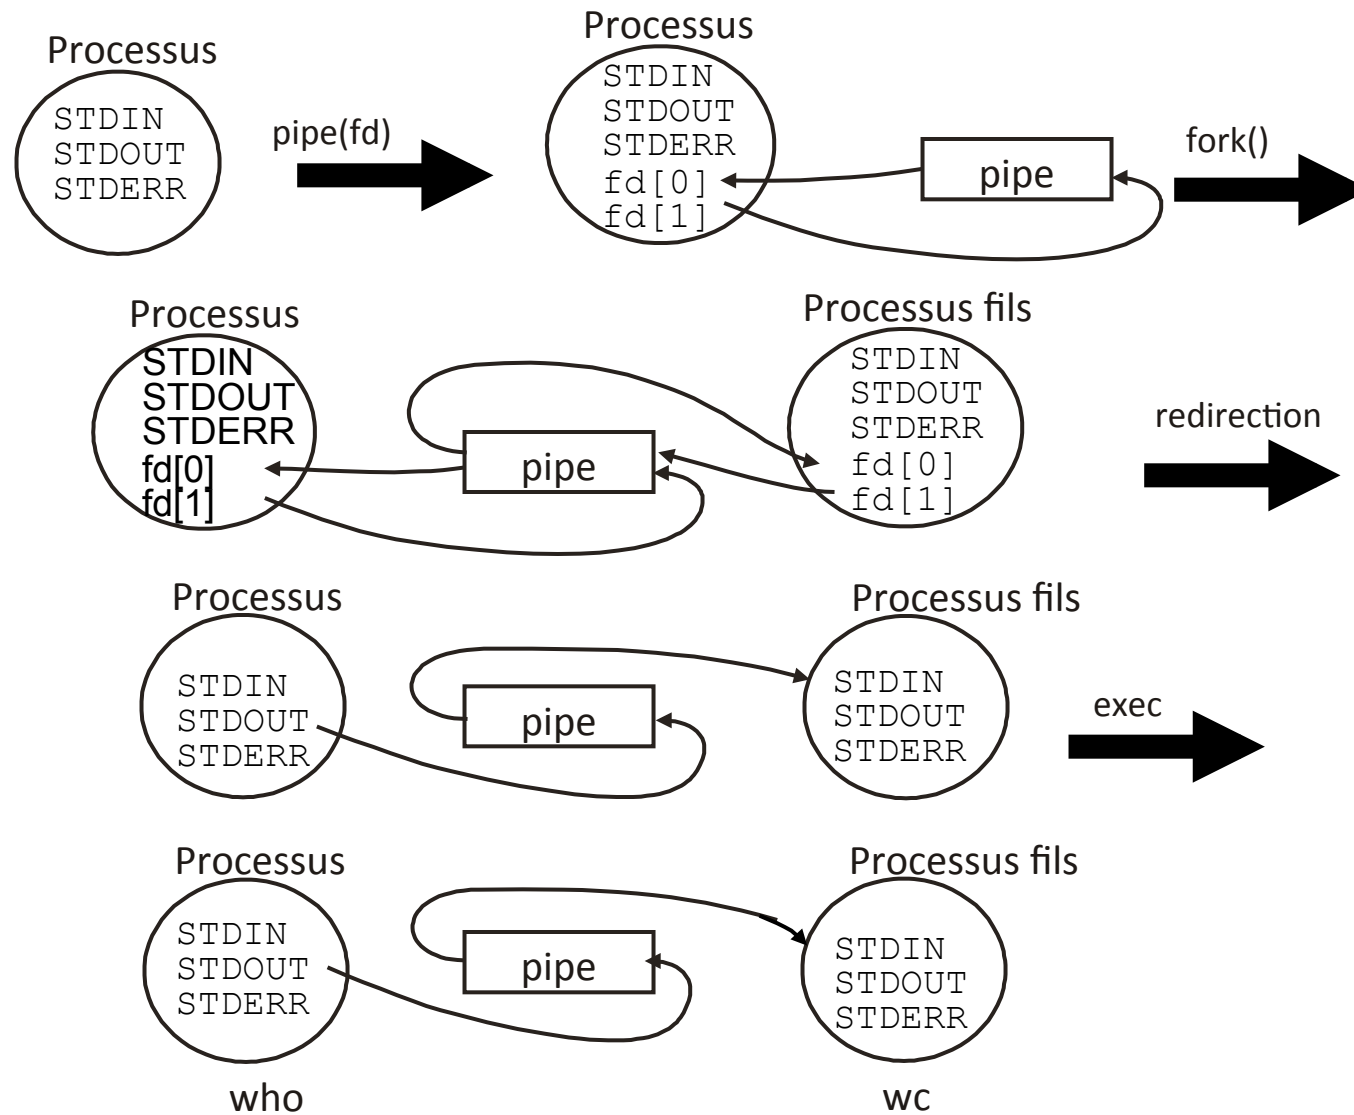 Processus
STDIN
STDOUT
STDERR
pipe(fd)
Processus
STDIN
STDOUT
STDERR
fd[0]
fd[1]
pipe
fork()
Processus
STDIN
STDOUT
STDERR
fd[0]
fd[1]
pipe
Processus fils
STDIN
STDOUT
STDERR
fd[0]
fd[1]
redirection
Processus
STDIN
STDOUT
STDERR
pipe
Processus fils
STDIN
STDOUT
STDERR
exec
Processus
STDIN
STDOUT
STDERR
who
pipe
Processus fils
STDIN
STDOUT
STDERR
wc